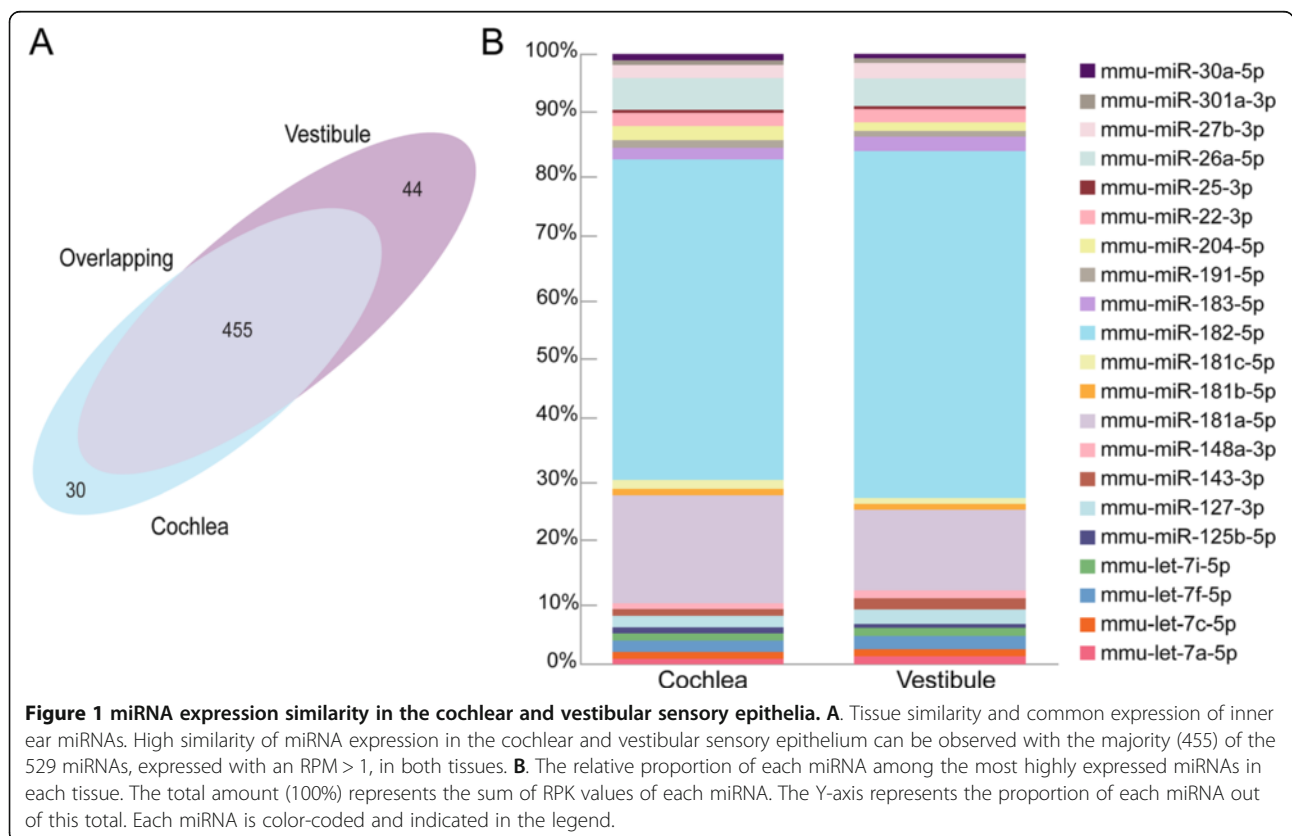 A
Vestibule
44
Overlapping
455
30
Cochlea
B
100%
90%
80%
70%
60%
50%
40%
30%
20%
10%
0%
Cochlea
Vestibule
mmu-miR-30a-5p
mmu-miR-301a-3p
mmu-miR-27b-3p
mmu-miR-26a-5p
mmu-miR-25-3p
mmu-miR-22-3p
mmu-miR-204-5p
mmu-miR-191-5p
mmu-miR-183-5p
mmu-miR-182-5p
mmu-miR-181c-5p
mmu-miR-181b-5p
mmu-miR-181a-5p
mmu-miR-148a-3p
mmu-miR-143-3p
mmu-miR-127-3p
mmu-miR-125b-5p
mmu-let-7i-5p
mmu-let-7f-5p
mmu-let-7c-5p
mmu-let-7a-5p
Figure 1 miRNA expression similarity in the cochlear and vestibular sensory epithelia. A. Tissue similarity and common expression of inner
ear miRNAs. High similarity of miRNA expression in the cochlear and vestibular sensory epithelium can be observed with the majority (455) of the
529 miRNAs, expressed with an RPM > 1, in both tissues. B. The relative proportion of each miRNA among the most highly expressed miRNAs in
each tissue. The total amount (100%) represents the sum of RPK values of each miRNA. The Y-axis represents the proportion of each miRNA out
of this total. Each miRNA is color-coded and indicated in the legend.